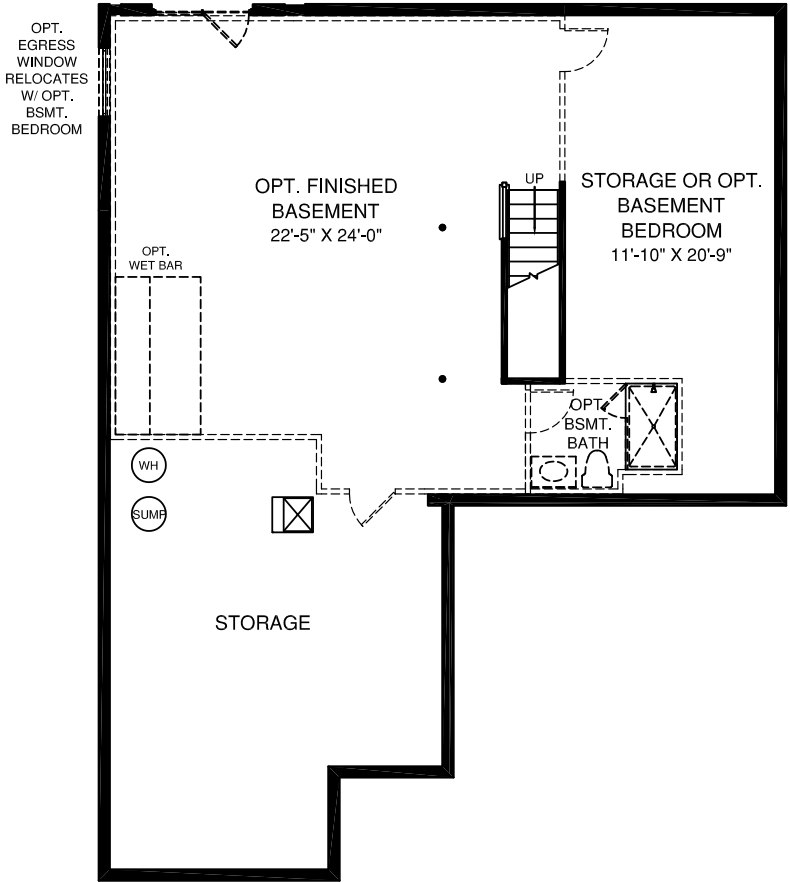 OPT.
EGRESS
WINDOW
RELOCATES
W/ OPT.
BSMT.
BEDROOM
OPT. FINISHED
BASEMENT
22'-5" X 24'-0"
UP
STORAGE OR OPT.
BASEMENT
BEDROOM
11'-10" X 20'-9"
OPT.
WET BAR
OPT.
BSMT.
BATH
WH
SUMP
STORAGE